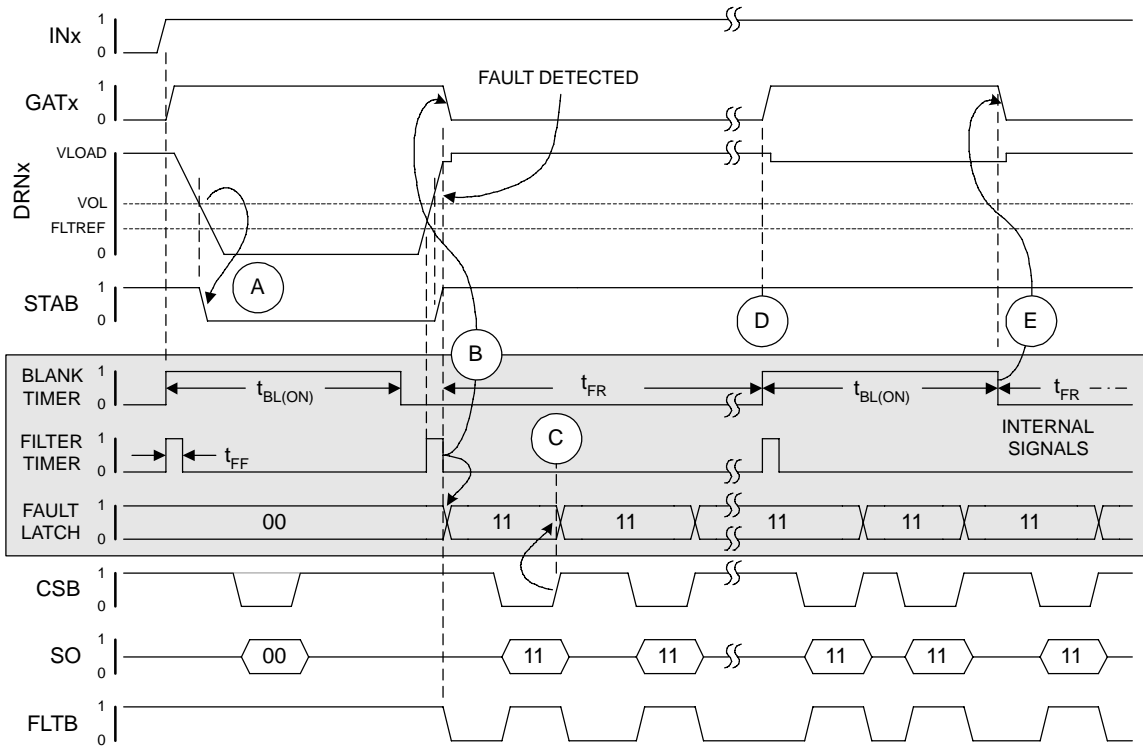 INx 1
0
FAULT DETECTED
GATx 1
0
DRNx
VLOAD
VOL
FLTREF
0
A
STAB 1
0
D
E
B
BLANK
TIMER
1
0
tBL(ON)
tFR
tBL(ON)
tFR
INTERNAL
SIGNALS
FILTER
TIMER
1
0
tFF
C
FAULT
LATCH
1
0
00 11 11 11 11 11
CSB 1
0
SO 1
0
00 11 11 11 11 11
FLTB 1
0